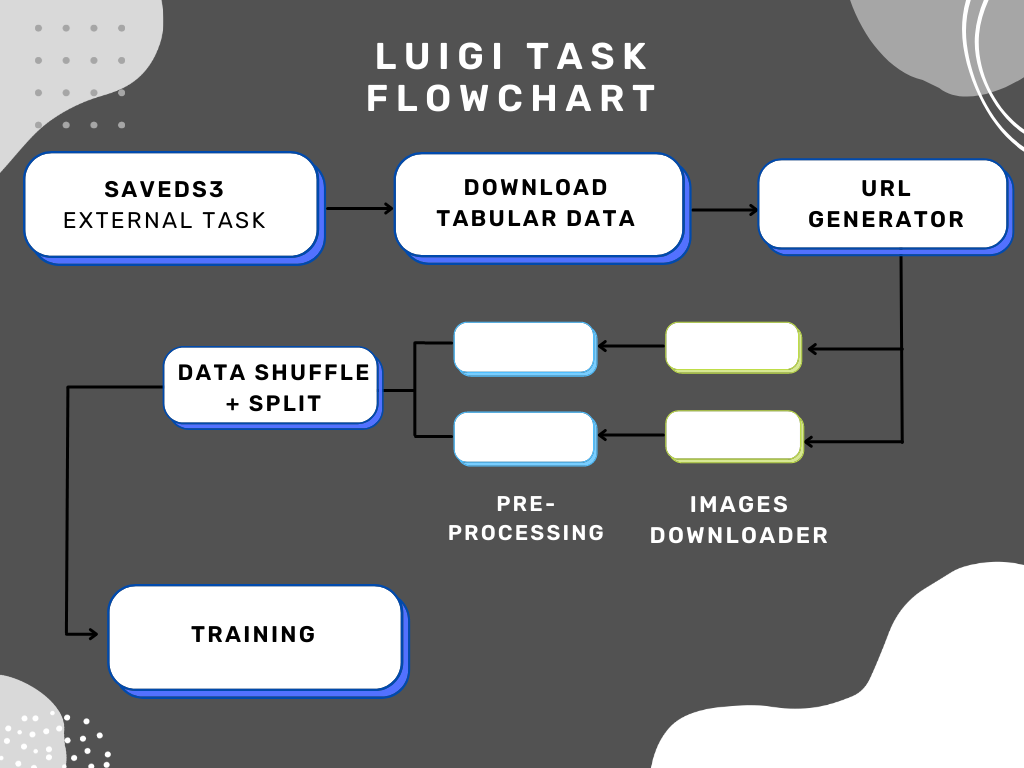 LUIGI TASK
FLOWCHART
SAVEDS3
EXTERNAL TASK
DOWNLOAD
TABULAR DATA
URL
GENERATOR
DATA SHUFFLE
+ SPLIT
PRE-
PROCESSING
IMAGES
DOWNLOADER
TRAINING